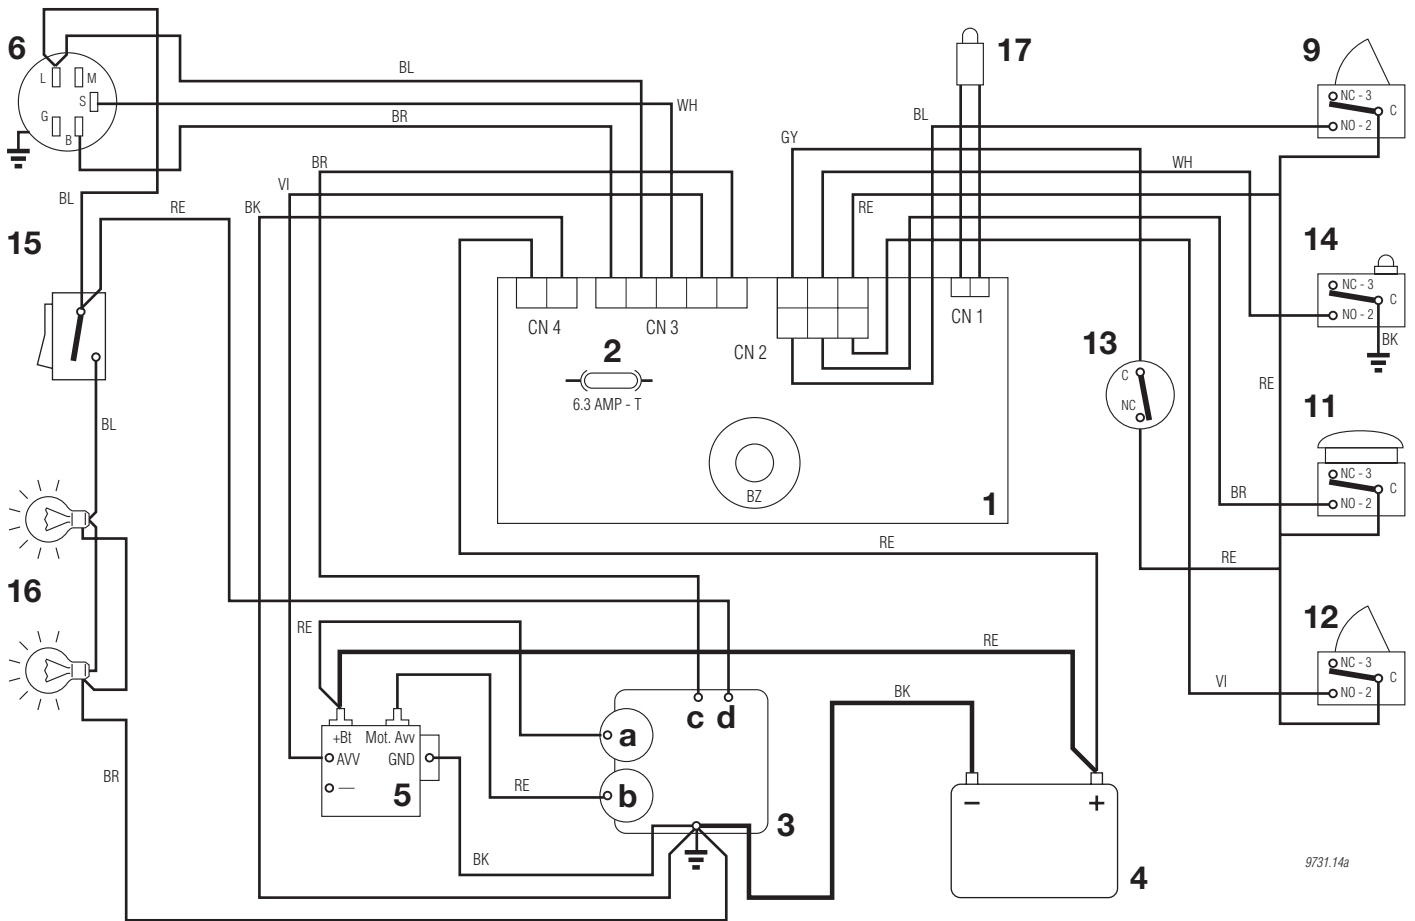 6
17
9
L
M
BL
NC - 3
C
S
WH
BL
NO - 2
G
BR
GY
B
BR
WH
VI
BL
RE
BK
RE
15
14
NC - 3
C
NO - 2
CN 4
CN 3
CN 1
BK
2
CN 2
13
C
RE
6.3 AMP - T
NC
11
BL
NC - 3
C
BZ
1
BR
NO - 2
RE
RE
16
12
RE
RE
NC - 3
C
BK
VI
NO - 2
c
d
+Bt
Mot. Avv
a
AVV
GND
BR
RE
—
5
b
−
+
3
BK
4
9731.14a